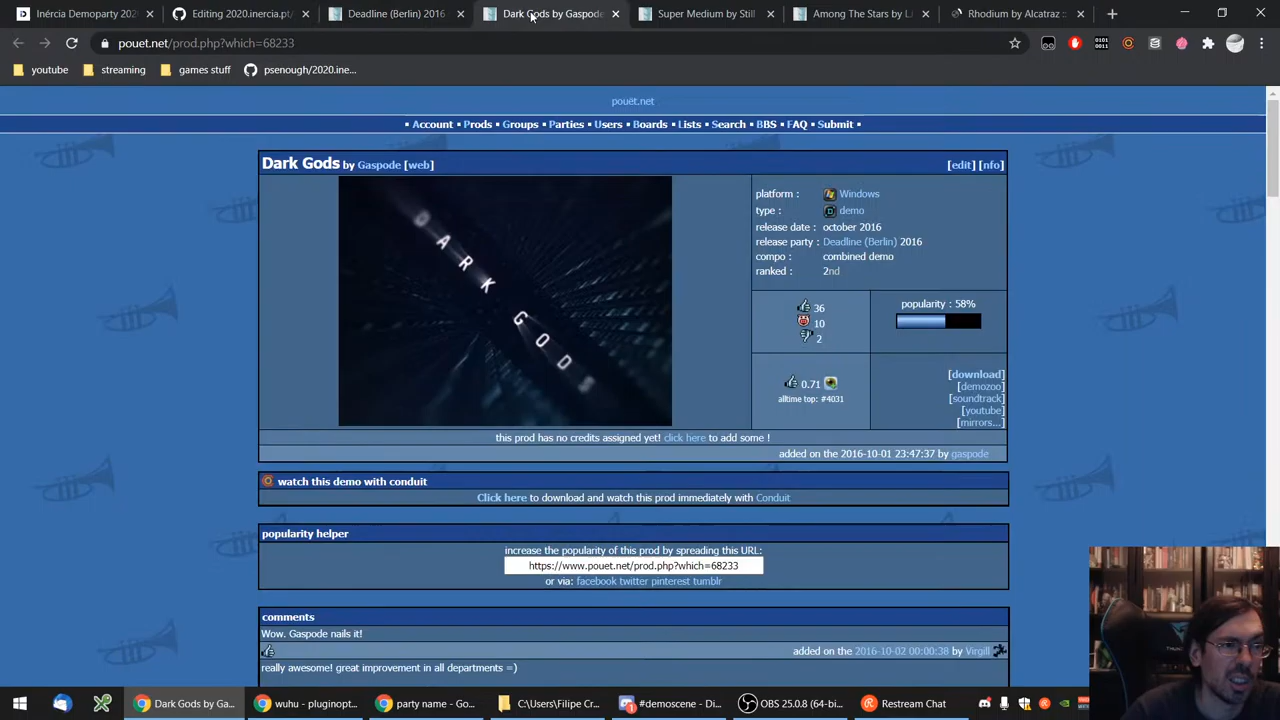 Inércia Demoparty 202
Editing 2020.inercia.pt/
Deadline (Berlin) 2016
Dark Gods by Gaspode
Super Medium by Still
Among The Stars by L
Rhodium by Alcatraz ::
pouet.net/prod.php?which=68233
youtube
streaming
games stuff
psenough/2020.ine...
pouët.net
Account Prods Groups Parties Users Boards Lists Search BBS FAQ Submit
Dark Gods by Gaspode [web]
[edit] [nfo]
DARK GODS
platform : Windows
type : demo
release date : october 2016
release party : Deadline (Berlin) 2016
compo : combined demo
ranked : 2nd
36
10
2
popularity : 58%
0.71
alltime top: #4031
[download]
[demozoo]
[soundtrack]
[youtube]
[mirrors...]
this prod has no credits assigned yet! click here to add some !
added on the 2016-10-01 23:47:37 by gaspode
watch this demo with conduit
Click here to download and watch this prod immediately with Conduit
popularity helper
increase the popularity of this prod by spreading this URL:
https://www.pouet.net/prod.php?which=68233
or via: facebook twitter pinterest tumblr
comments
Wow. Gaspode nails it!
added on the 2016-10-02 00:00:38 by Virgill
really awesome! great improvement in all departments =)
Dark Gods by Ga...
wuhu - pluginopt...
party name - Go...
C:\Users\Filipe Cr...
#demoscene - Di...
OBS 25.0.8 (64-bi...
Restream Chat